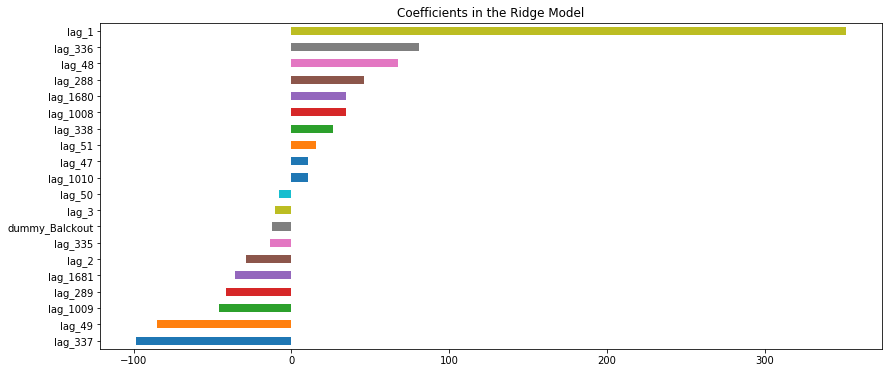 Coefficients in the Ridge Model
lag_1
lag_336
lag_48
lag_288
lag_1680
lag_1008
lag_338
lag_51
lag_47
lag_1010
lag_50
lag_3
dummy_Balckout
lag_335
lag_2
lag_1681
lag_289
lag_1009
lag_49
lag_337
−100 0 100 200 300